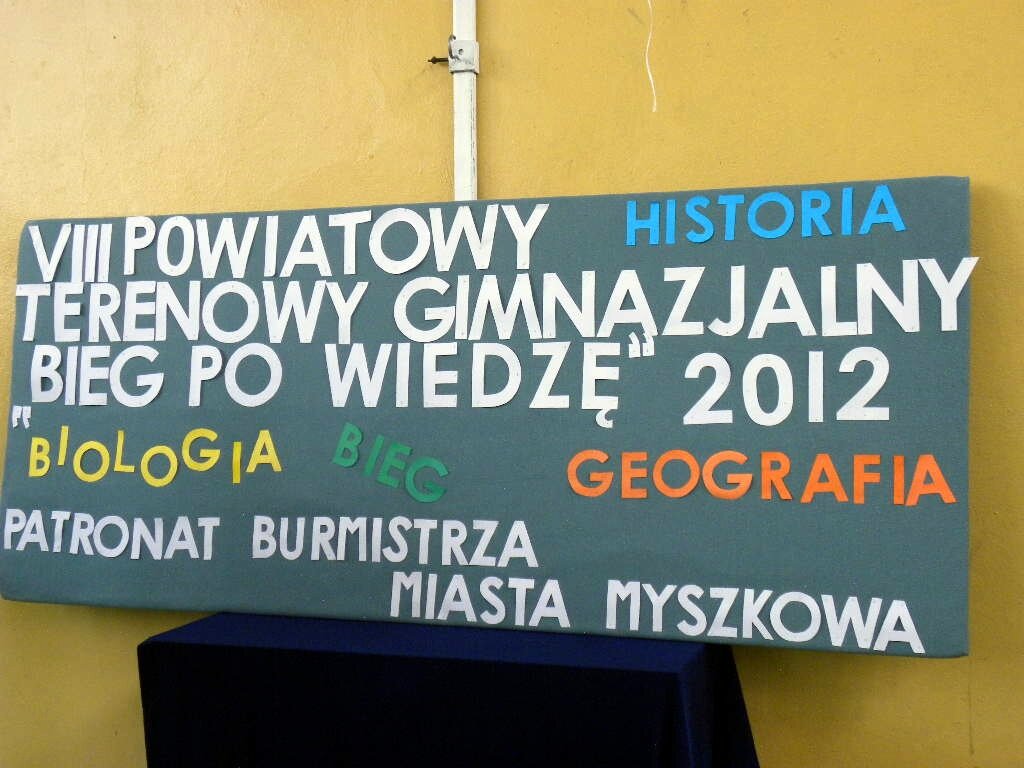 VIII POWIATOWY HISTORIA
TERENOWY GIMNAZJALNY
„BIEG PO WIEDZĘ" 2012
BIOLOGIA BIEG GEOGRAFIA
PATRONAT BURMISTRZA
MIASTA MYSZKOWA